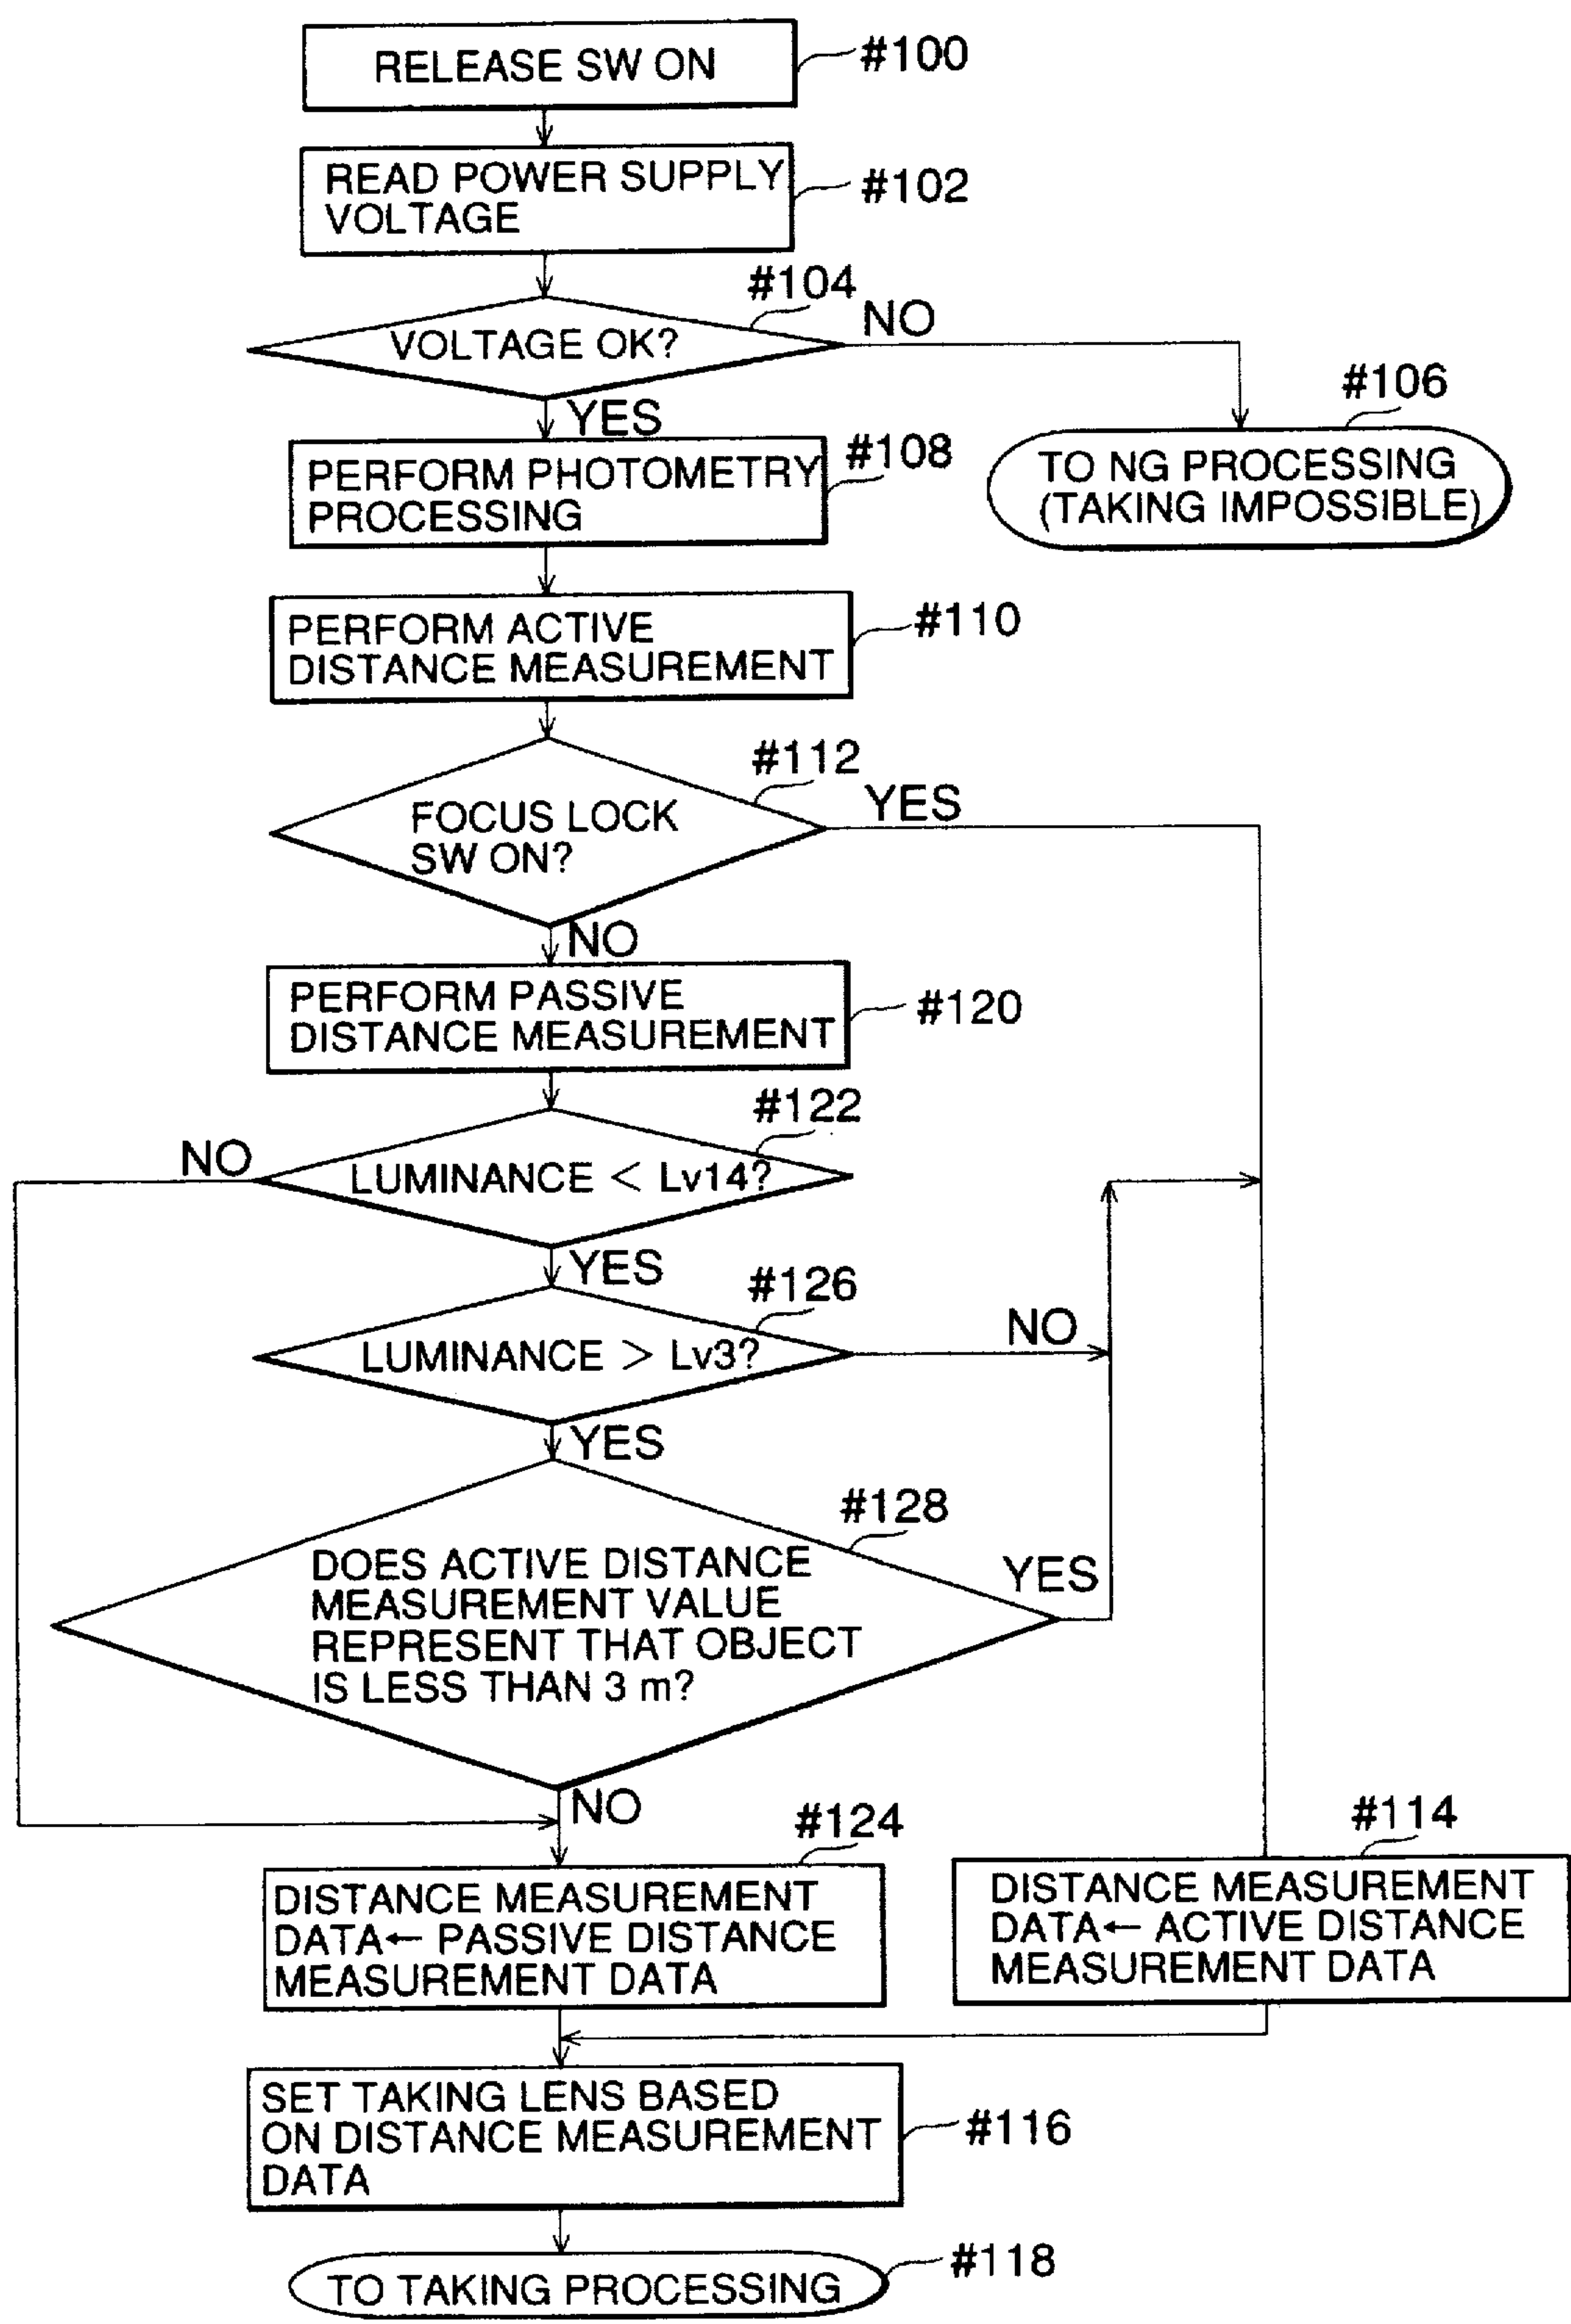 RELEASE SW ON
#100
READ POWER SUPPLY
VOLTAGE
#102
#104
VOLTAGE OK?
NO
YES
#106
TO NG PROCESSING
(TAKING IMPOSSIBLE)
PERFORM PHOTOMETRY
PROCESSING
#108
PERFORM ACTIVE
DISTANCE MEASUREMENT
#110
#112
FOCUS LOCK
SW ON?
YES
NO
PERFORM PASSIVE
DISTANCE MEASUREMENT
#120
#122
NO
LUMINANCE < Lv14?
YES
#126
LUMINANCE > Lv3?
NO
YES
#128
DOES ACTIVE DISTANCE
MEASUREMENT VALUE
REPRESENT THAT OBJECT
IS LESS THAN 3 m?
YES
NO
#124
DISTANCE MEASUREMENT
DATA← PASSIVE DISTANCE
MEASUREMENT DATA
#114
DISTANCE MEASUREMENT
DATA← ACTIVE DISTANCE
MEASUREMENT DATA
SET TAKING LENS BASED
ON DISTANCE MEASUREMENT
DATA
#116
TO TAKING PROCESSING
#118